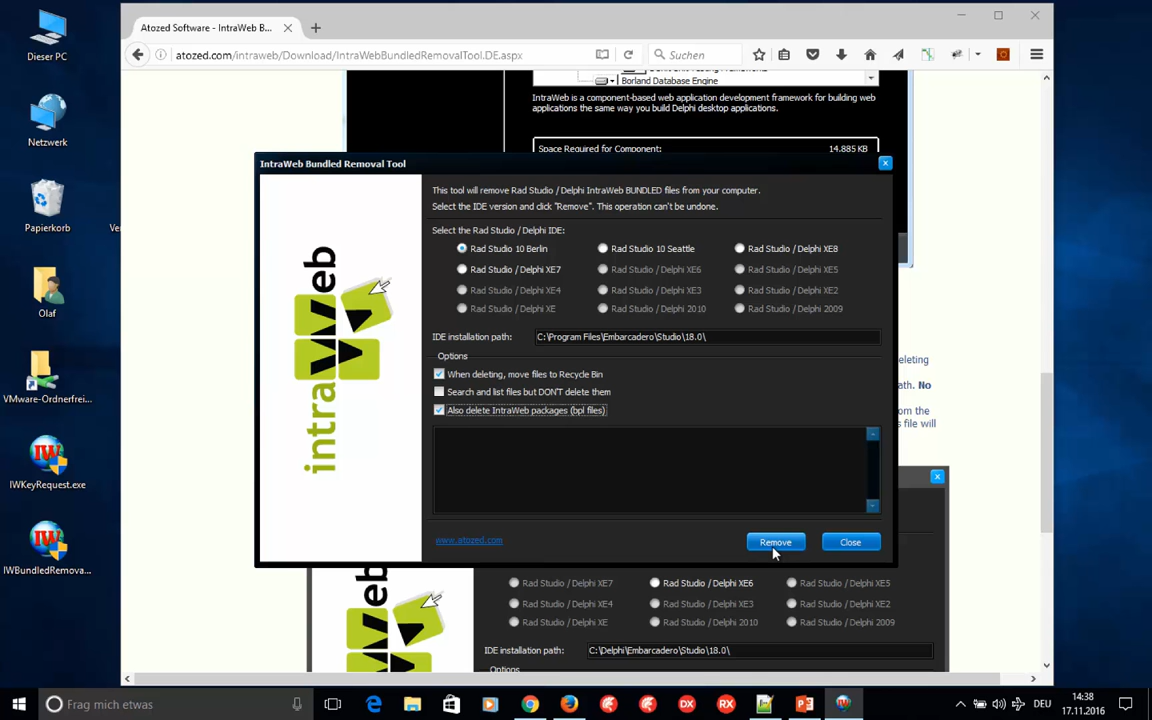 Dieser PC
Netzwerk
Papierkorb
Ver
Olaf
VMware-Ordnerfrei...
IWKeyRequest.exe
IWBundledRemova...
Atozed Software - IntraWeb B...
atozed.com/intraweb/Download/IntraWebBundledRemovalTool.DE.aspx
Suchen
Borland Database Engine
IntraWeb is a component-based web application development framework for building web
applications the same way you build Delphi desktop applications.
Space Required for Component: 14.885 KB
IntraWeb Bundled Removal Tool
intraWeb
This tool will remove Rad Studio / Delphi IntraWeb BUNDLED files from your computer.
Select the IDE version and click "Remove". This operation can't be undone.
Select the Rad Studio / Delphi IDE:
Rad Studio 10 Berlin Rad Studio 10 Seattle Rad Studio / Delphi XE8
Rad Studio / Delphi XE7 Rad Studio / Delphi XE6 Rad Studio / Delphi XE5
Rad Studio / Delphi XE4 Rad Studio / Delphi XE3 Rad Studio / Delphi XE2
Rad Studio / Delphi XE Rad Studio / Delphi 2010 Rad Studio / Delphi 2009
IDE installation path: C:\Program Files\Embarcadero\Studio\18.0\
Options
When deleting, move files to Recycle Bin
Search and list files but DON'T delete them
Also delete IntraWeb packages (bpl files)
www.atozed.com
Remove
Close
eleting
ath. No
om the
s file will
Web
Rad Studio / Delphi XE7 Rad Studio / Delphi XE6 Rad Studio / Delphi XE5
Rad Studio / Delphi XE4 Rad Studio / Delphi XE3 Rad Studio / Delphi XE2
Rad Studio / Delphi XE Rad Studio / Delphi 2010 Rad Studio / Delphi 2009
IDE installation path: C:\Delphi\Embarcadero\Studio\18.0\
Options
Frag mich etwas
DX
RX
DEU
14:38
17.11.2016